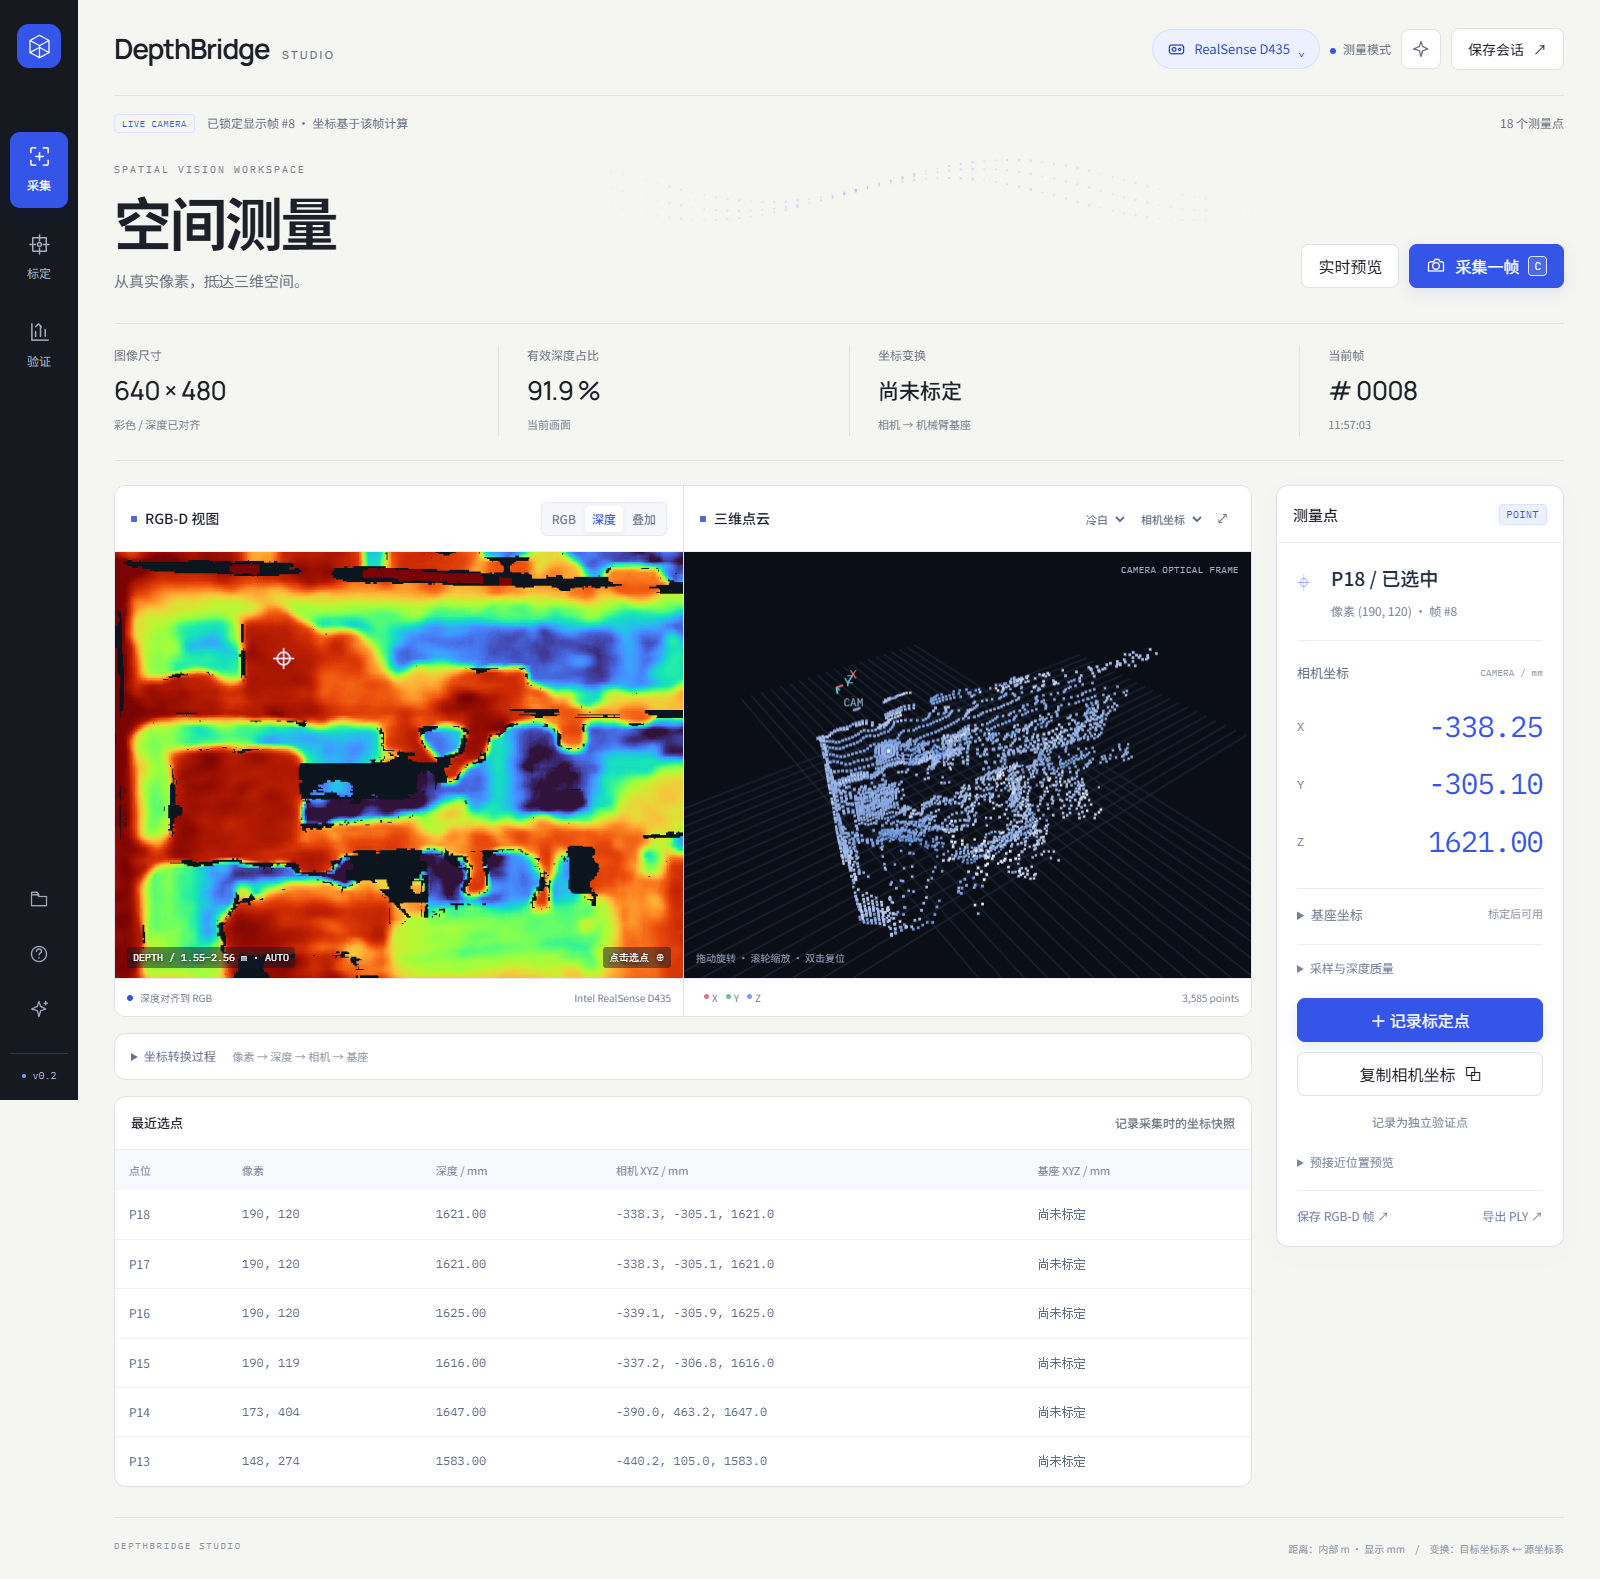 DepthBridge STUDIO
RealSense D435
测量模式
保存会话 ↗
LIVE CAMERA 已锁定显示帧 #8 · 坐标基于该帧计算
18 个测量点
SPATIAL VISION WORKSPACE
空间测量
从真实像素，抵达三维空间。
实时预览
采集一帧 C
采集
标定
验证
v0.2
图像尺寸
640 × 480
彩色 / 深度已对齐
有效深度占比
91.9 %
当前画面
坐标变换
尚未标定
相机 → 机械臂基座
当前帧
# 0008
11:57:03
RGB-D 视图
RGB 深度 叠加
DEPTH / 1.55–2.56 m · AUTO
点击选点 ⊕
深度对齐到 RGB
Intel RealSense D435
三维点云
冷白
相机坐标
CAMERA OPTICAL FRAME
X
Y
CAM
拖动旋转 · 滚轮缩放 · 双击复位
X Y Z
3,585 points
坐标转换过程 像素 → 深度 → 相机 → 基座
最近选点
记录采集时的坐标快照
点位 像素 深度 / mm 相机 XYZ / mm 基座 XYZ / mm
P18 190, 120 1621.00 -338.3, -305.1, 1621.0 尚未标定
P17 190, 120 1621.00 -338.3, -305.1, 1621.0 尚未标定
P16 190, 120 1625.00 -339.1, -305.9, 1625.0 尚未标定
P15 190, 119 1616.00 -337.2, -306.8, 1616.0 尚未标定
P14 173, 404 1647.00 -390.0, 463.2, 1647.0 尚未标定
P13 148, 274 1583.00 -440.2, 105.0, 1583.0 尚未标定
测量点
POINT
P18 / 已选中
像素 (190, 120) · 帧 #8
相机坐标
CAMERA / mm
X -338.25
Y -305.10
Z 1621.00
基座坐标
标定后可用
采样与深度质量
＋ 记录标定点
复制相机坐标
记录为独立验证点
预接近位置预览
保存 RGB-D 帧 ↗
导出 PLY ↗
DEPTHBRIDGE STUDIO
距离：内部 m · 显示 mm / 变换：目标坐标系 ← 源坐标系